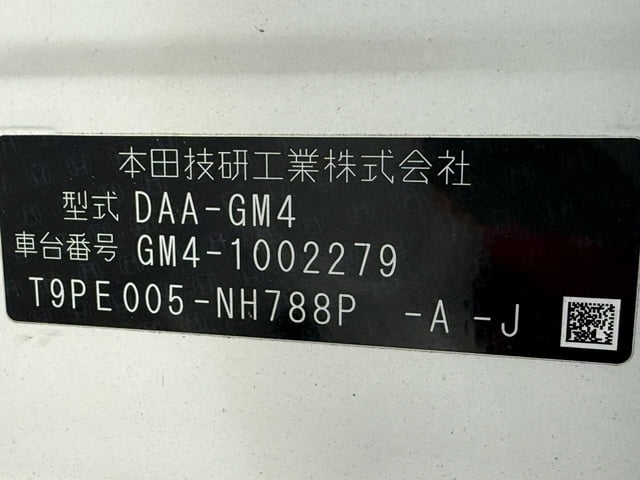 本田技研工業株式会社
型式 DAA-GM4
車台番号 GM4-1002279
T9PE005-NH788P -A -J